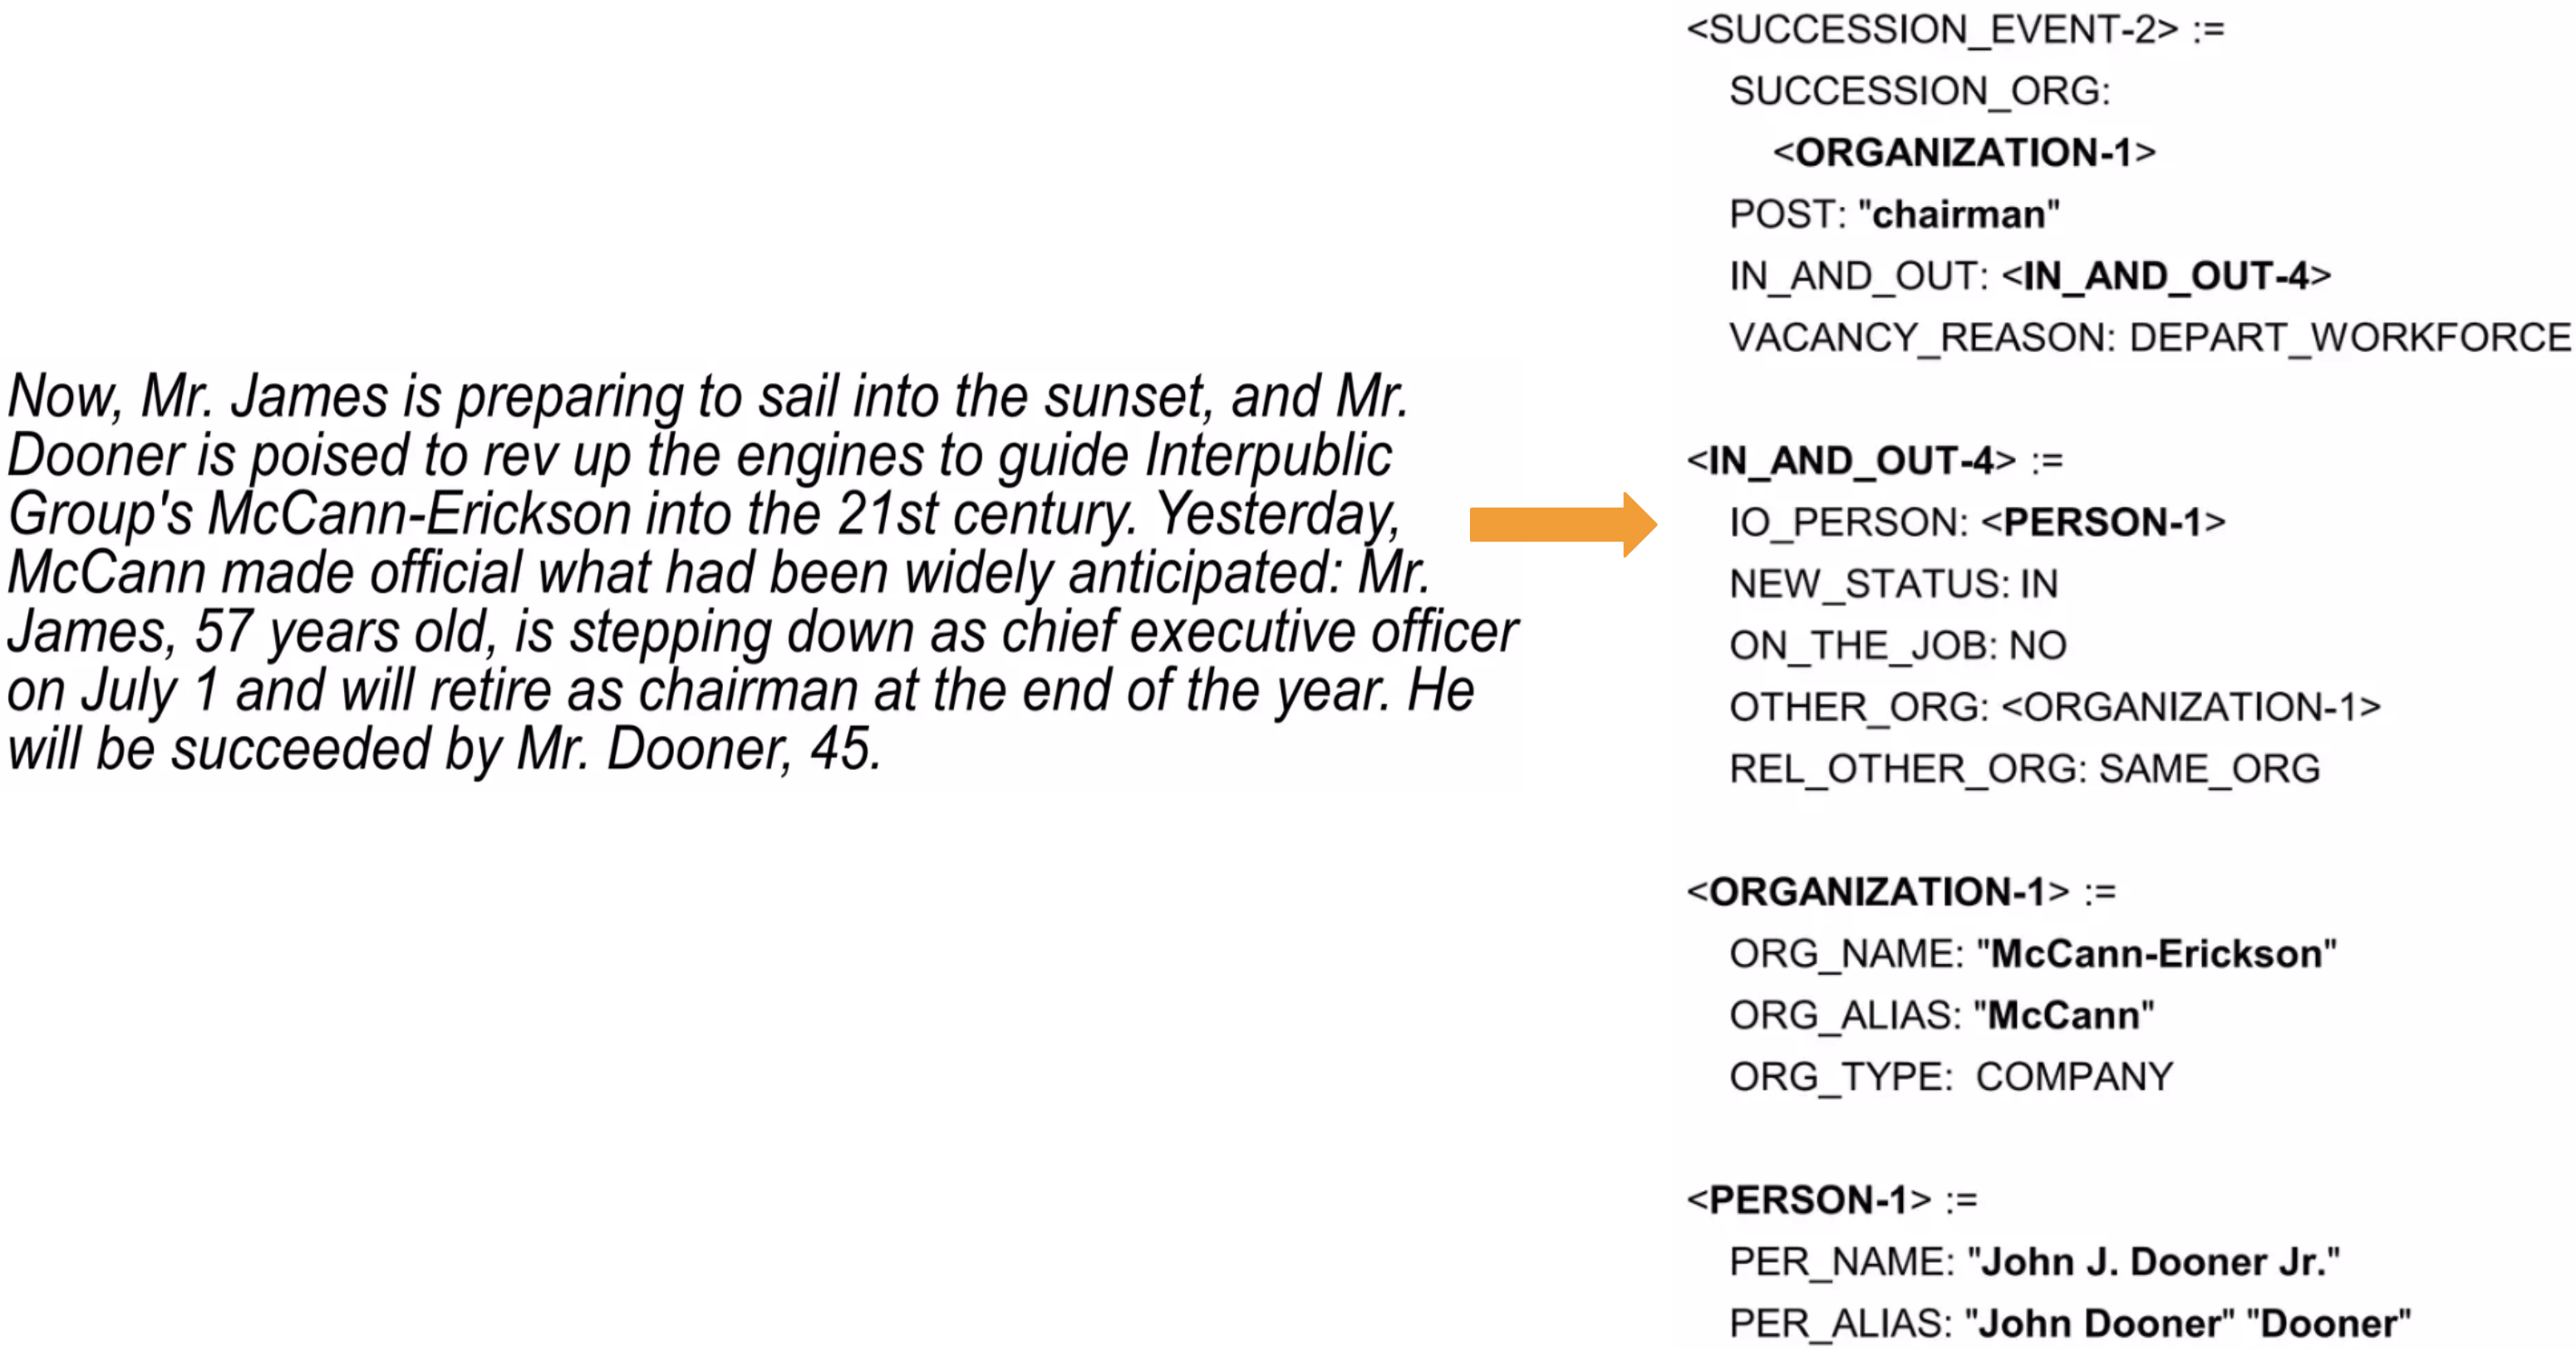 Now, Mr. James is preparing to sail into the sunset, and Mr.
Dooner is poised to rev up the engines to guide Interpublic
Group's McCann-Erickson into the 21st century. Yesterday,
McCann made official what had been widely anticipated: Mr.
James, 57 years old, is stepping down as chief executive officer
on July 1 and will retire as chairman at the end of the year. He
will be succeeded by Mr. Dooner, 45.
<SUCCESSION_EVENT-2> :=
SUCCESSION_ORG:
<ORGANIZATION-1>
POST: "chairman"
IN_AND_OUT: <IN_AND_OUT-4>
VACANCY_REASON: DEPART_WORKFORCE
<IN_AND_OUT-4> :=
IO_PERSON: <PERSON-1>
NEW_STATUS: IN
ON_THE_JOB: NO
OTHER_ORG: <ORGANIZATION-1>
REL_OTHER_ORG: SAME_ORG
<ORGANIZATION-1> :=
ORG_NAME: "McCann-Erickson"
ORG_ALIAS: "McCann"
ORG_TYPE: COMPANY
<PERSON-1> :=
PER_NAME: "John J. Dooner Jr."
PER_ALIAS: "John Dooner" "Dooner"